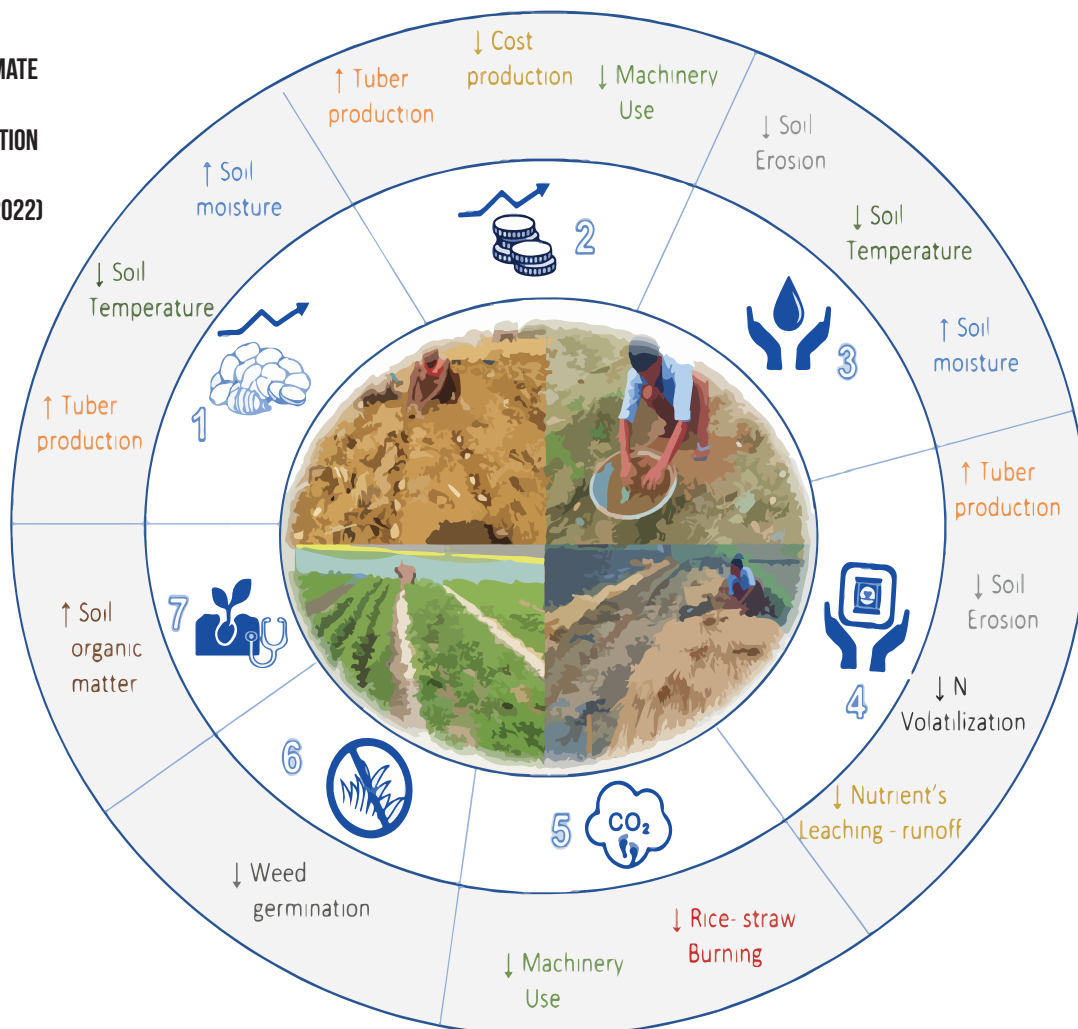 MATE
TION
2022)
↓ Cost
production
↑ Tuber
production
↓ Machinery
Use
↑ Soil
moisture
↓ Soil
Temperature
↑ Tuber
production
1
2
↓ Soil
Erosion
↓ Soil
Temperature
↑ Soil
moisture
3
↑ Tuber
production
↓ Soil
Erosion
↓ N
Volatilization
↓ Nutrient's
Leaching - runoff
4
5
CO₂
↓ Rice- straw
Burning
↓ Machinery
Use
6
↓ Weed
germination
7
↑ Soil
organic
matter